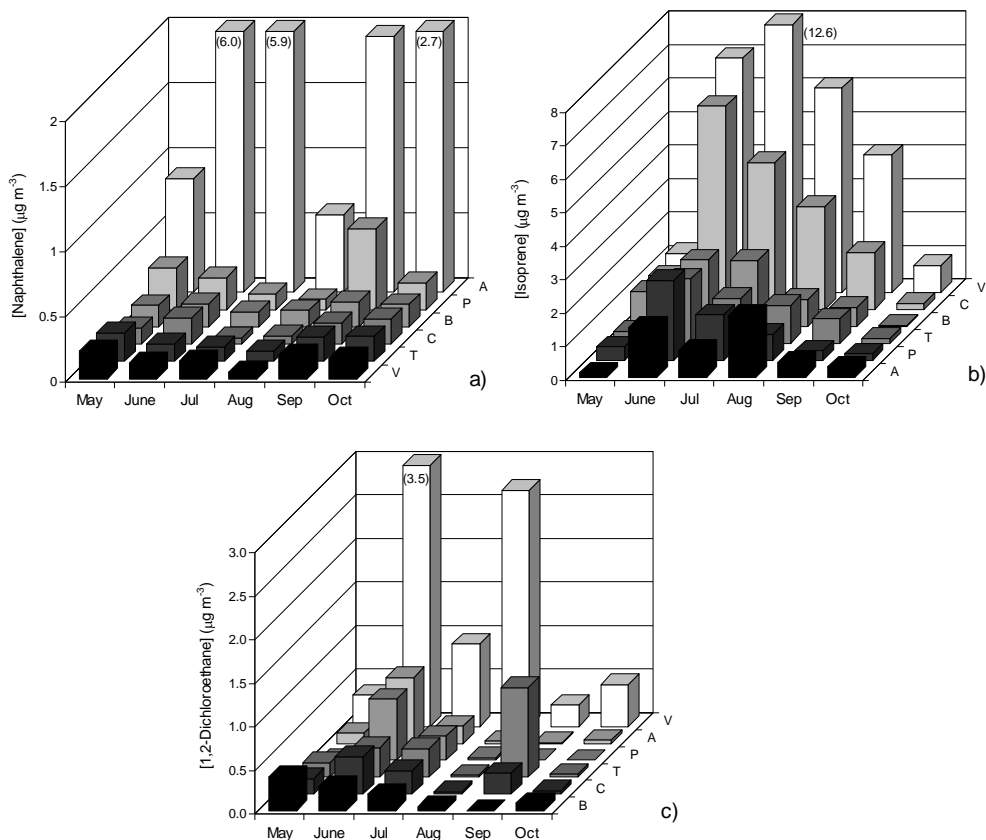 (6.0)
(5.9)
(2.7)
2
1.5
1
0.5
0
[Naphthalene] (µg m-3)
A
P
B
C
T
V
May June Jul Aug Sep Oct
a)
(12.6)
8
7
6
5
4
3
2
1
0
[Isoprene] (µg m-3)
V
C
B
T
P
A
May June Jul Aug Sep Oct
b)
(3.5)
3.0
2.5
2.0
1.5
1.0
0.5
0.0
[1,2-Dichloroethane] (µg m-3)
V
A
P
T
C
B
May June Jul Aug Sep Oct
c)